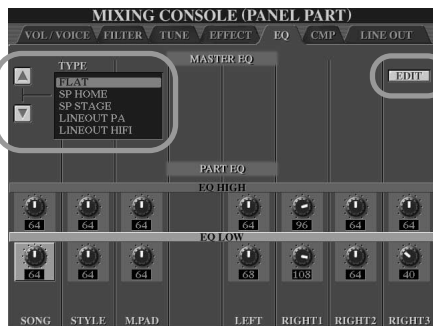 MIXING CONSOLE (PANEL PART)
VOL / VOICE FILTER TUNE EFFECT EQ CMP LINE OUT
MASTER EQ
TYPE
EDIT
FLAT
SP HOME
SP STAGE
LINEOUT PA
LINEOUT HIFI
PART EQ
EQ HIGH
64 64 64 64 96 64 64
EQ LOW
64 64 64 68 108 64 40
SONG STYLE M.PAD LEFT RIGHT1 RIGHT2 RIGHT3